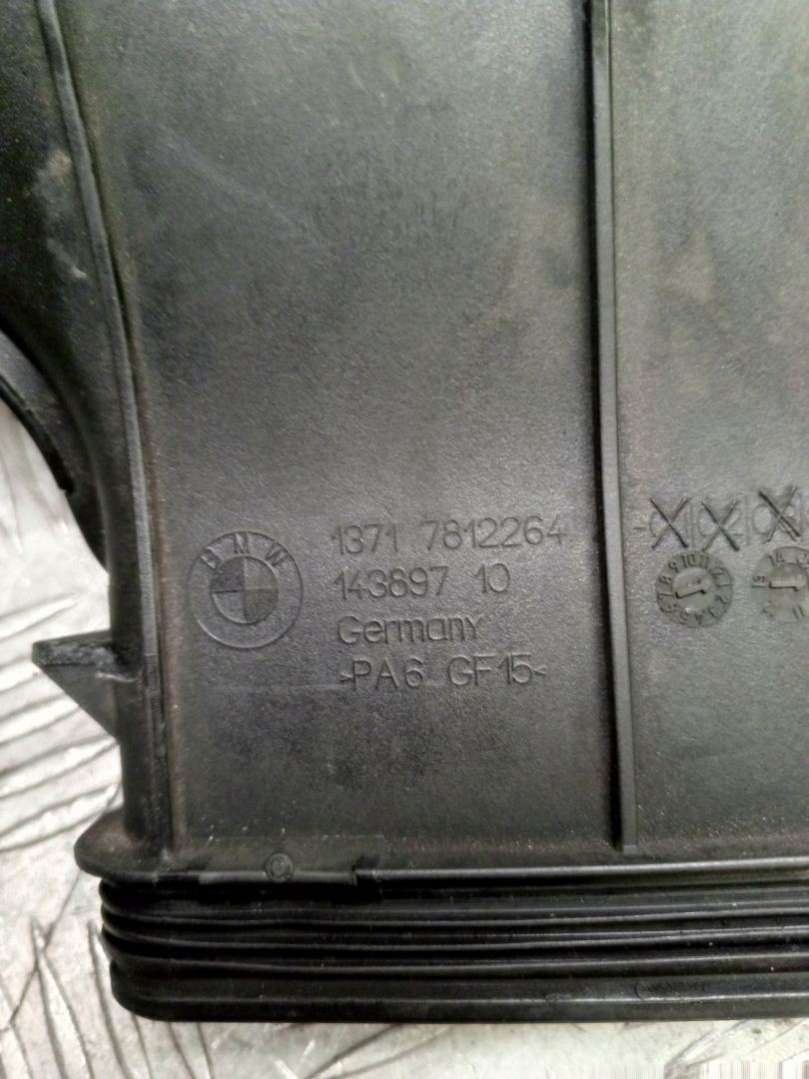 BMW
1371 7812264
143897 10
Germany
>PA6 GF15<